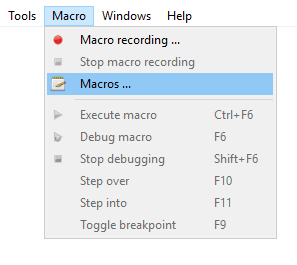 Tools Macro Windows Help
Macro recording ...
Stop macro recording
Macros ...
Execute macro Ctrl+F6
Debug macro F6
Stop debugging Shift+F6
Step over F10
Step into F11
Toggle breakpoint F9